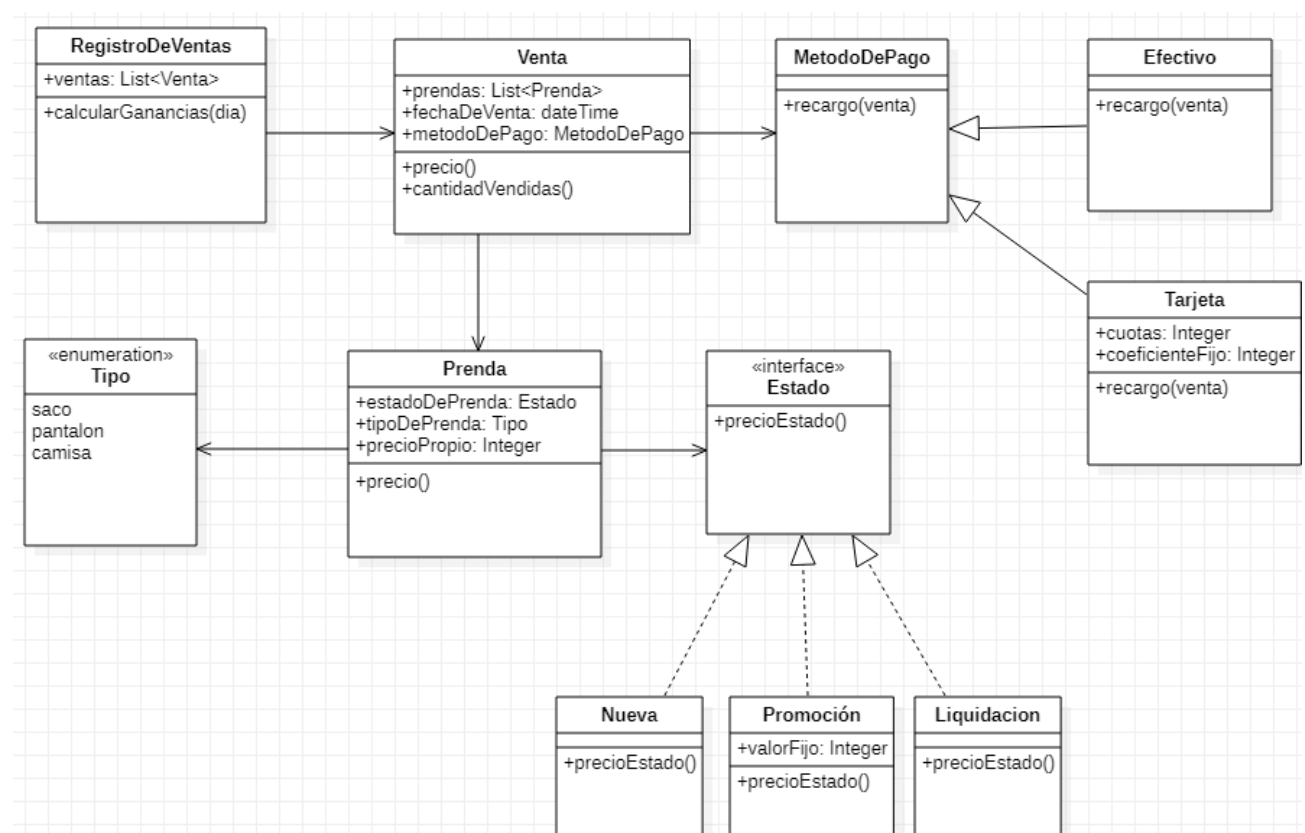 RegistroDeVentas
+ventas: List<Venta>
+calcularGanancias(dia)
Venta
+prendas: List<Prenda>
+fechaDeVenta: dateTime
+metodoDePago: MetodoDePago
+precio()
+cantidadVendidas()
MetodoDePago
+recargo(venta)
Efectivo
+recargo(venta)
Tarjeta
+cuotas: Integer
+coeficienteFijo: Integer
+recargo(venta)
«enumeration»
Tipo
saco
pantalon
camisa
Prenda
+estadoDePrenda: Estado
+tipoDePrenda: Tipo
+precioPropio: Integer
+precio()
«interface»
Estado
+precioEstado()
Nueva
+precioEstado()
Promoción
+valorFijo: Integer
+precioEstado()
Liquidacion
+precioEstado()